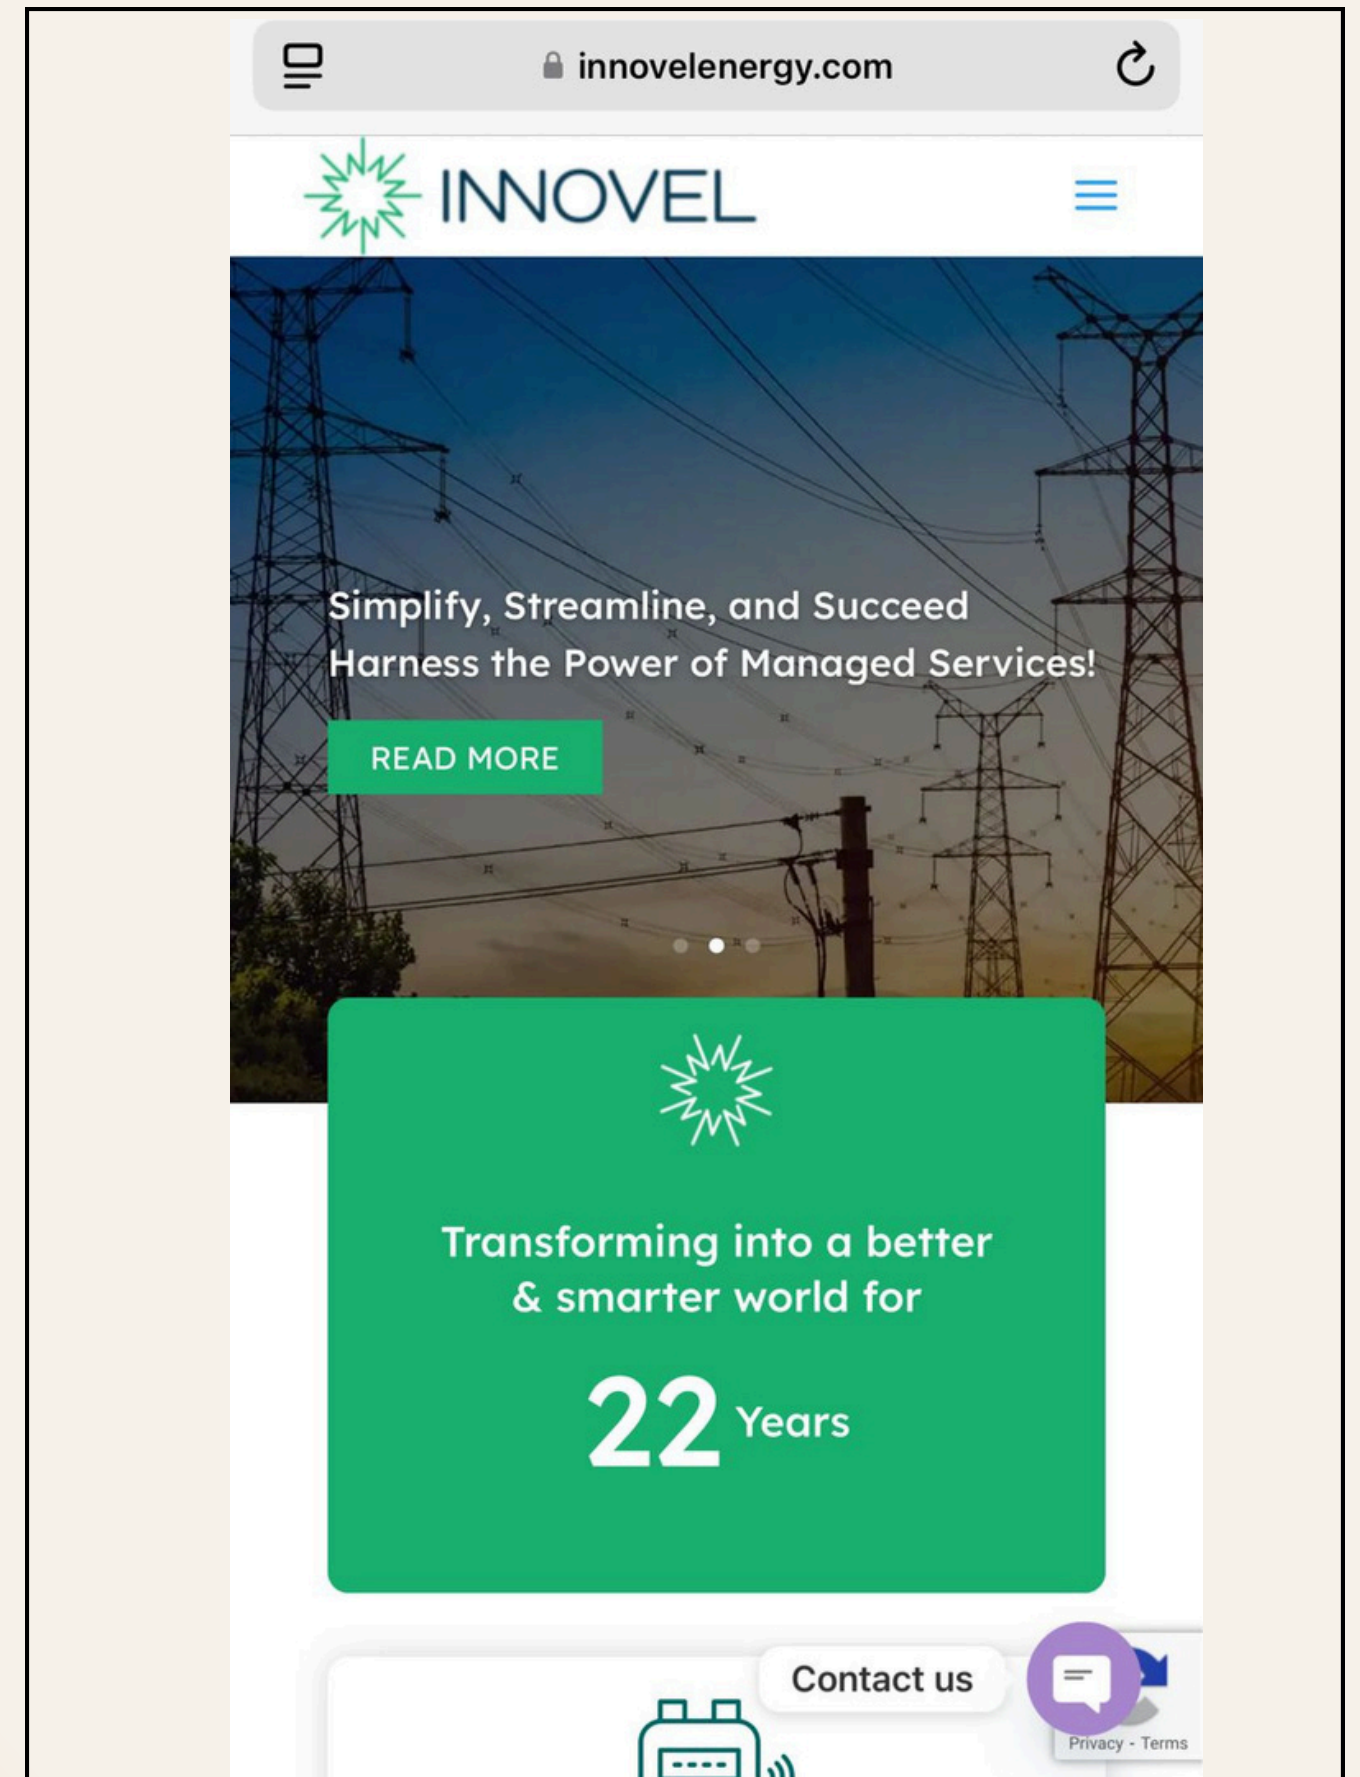 innovelenergy.com
INNOVEL
Simplify, Streamline, and Succeed
Harness the Power of Managed Services!
READ MORE
Transforming into a better
& smarter world for
22 Years
Contact us
Privacy - Terms